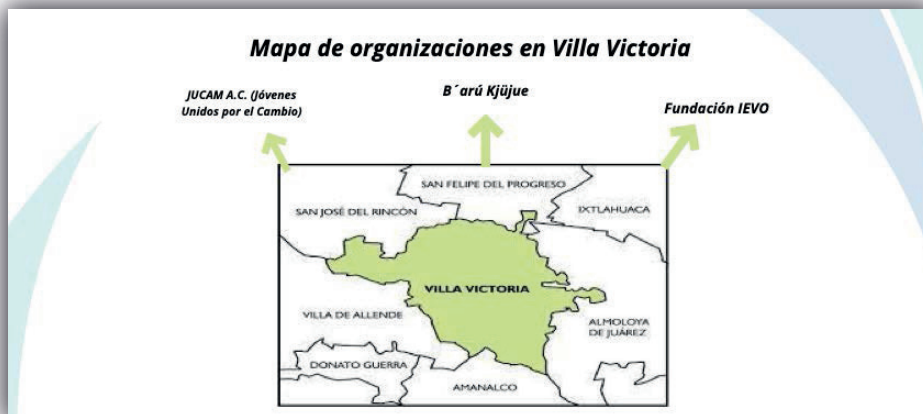 Mapa de organizaciones en Villa Victoria
JUCAM A.C. (Jóvenes
Unidos por el Cambio)
B´arú Kjüjue
Fundación IEVO
SAN FELIPE DEL PROGRESO
SAN JOSÉ DEL RINCÓN
IXTLAHUACA
VILLA VICTORIA
VILLA DE ALLENDE
ALMOLOYA
DE JUÁREZ
DONATO GUERRA
AMANALCO